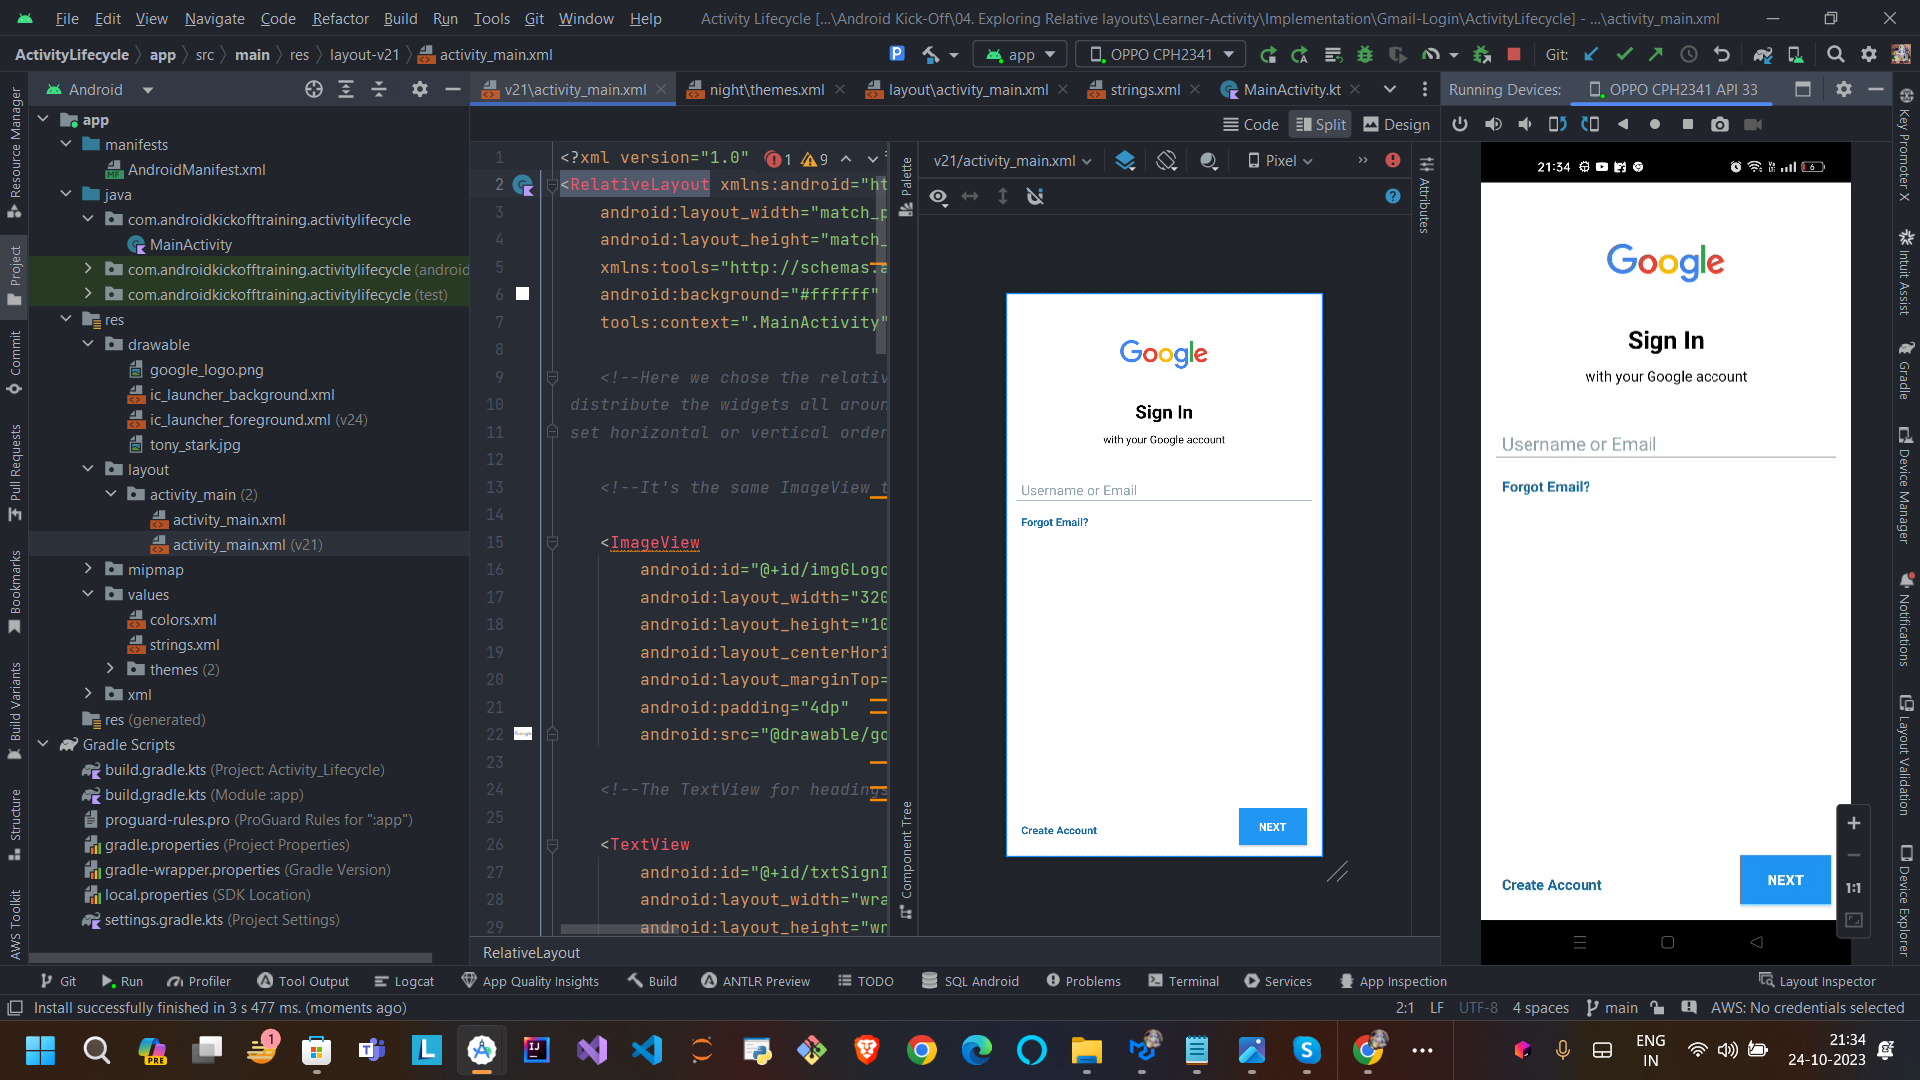 File Edit View Navigate Code Refactor Build Run Tools Git Window Help
Activity Lifecycle [...\Android Kick-Off\04. Exploring Relative layouts\Learner-Activity\Implementation\Gmail-Login\ActivityLifecycle] - ...\activity_main.xml
ActivityLifecycle app src main res layout-v21 activity_main.xml
app OPPO CPH2341 Git:
Android
v21\activity_main.xml night\themes.xml layout\activity_main.xml strings.xml MainActivity.kt
Running Devices: OPPO CPH2341 API 33
Code Split Design
Resource Manager
Project
Commit
Pull Requests
Bookmarks
Build Variants
Structure
AWS Toolkit
app
manifests
AndroidManifest.xml
java
com.androidkickofftraining.activitylifecycle
MainActivity
com.androidkickofftraining.activitylifecycle (android
com.androidkickofftraining.activitylifecycle (test)
res
drawable
google_logo.png
ic_launcher_background.xml
ic_launcher_foreground.xml (v24)
tony_stark.jpg
layout
activity_main (2)
activity_main.xml
activity_main.xml (v21)
mipmap
values
colors.xml
strings.xml
themes (2)
xml
res (generated)
Gradle Scripts
build.gradle.kts (Project: Activity_Lifecycle)
build.gradle.kts (Module :app)
proguard-rules.pro (ProGuard Rules for ":app")
gradle.properties (Project Properties)
gradle-wrapper.properties (Gradle Version)
local.properties (SDK Location)
settings.gradle.kts (Project Settings)
1 <?xml version="1.0" 1 9
2 <RelativeLayout xmlns:android="ht
3 android:layout_width="match_p
4 android:layout_height="match_
5 xmlns:tools="http://schemas.a
6 android:background="#ffffff"
7 tools:context=".MainActivity"
8
9 <!--Here we chose the relativ
10 distribute the widgets all aroun
11 set horizontal or vertical order
12
13 <!--It's the same ImageView t
14
15 <ImageView
16 android:id="@+id/imgGLogo
17 android:layout_width="320
18 android:layout_height="10
19 android:layout_centerHori
20 android:layout_marginTop=
21 android:padding="4dp"
22 android:src="@drawable/go
23
24 <!--The TextView for headings
25
26 <TextView
27 android:id="@+id/txtSignI
28 android:layout_width="wra
29 android:layout_height="wr
RelativeLayout
Palette
Component Tree
v21/activity_main.xml Pixel
Attributes
Google
Sign In
with your Google account
Username or Email
Forgot Email?
Create Account NEXT
21:34 6
Google
Sign In
with your Google account
Username or Email
Forgot Email?
Create Account NEXT
1:1
Key Promoter X
Intuit Assist
Gradle
Device Manager
Notifications
Layout Validation
Device Explorer
Git Run Profiler Tool Output Logcat App Quality Insights Build ANTLR Preview TODO SQL Android Problems Terminal Services App Inspection Layout Inspector
Install successfully finished in 3 s 477 ms. (moments ago) 2:1 LF UTF-8 4 spaces main AWS: No credentials selected
PRE 1 L IJ
ENG
IN
21:34
24-10-2023